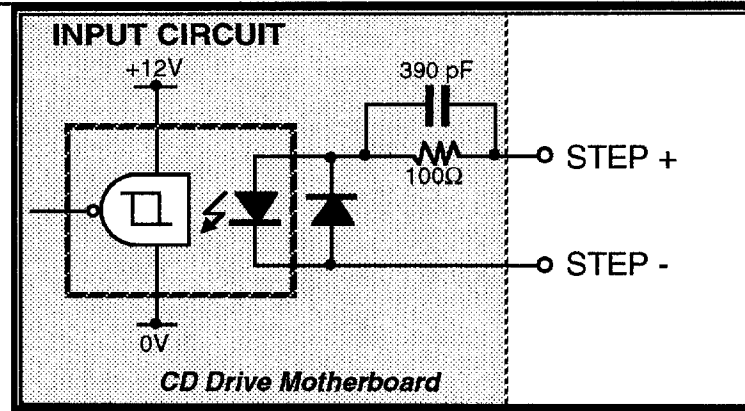 INPUT CIRCUIT
+12V
390 pF
100Ω
STEP +
STEP -
0V
CD Drive Motherboard